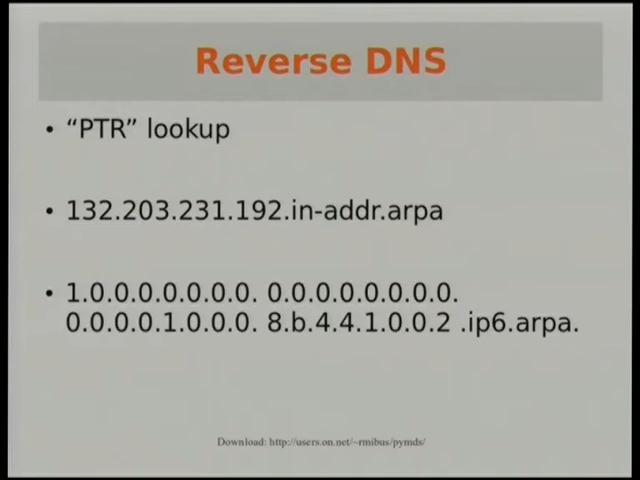 Reverse DNS
• “PTR” lookup
• 132.203.231.192.in-addr.arpa
• 1.0.0.0.0.0.0.0. 0.0.0.0.0.0.0.0.
0.0.0.0.1.0.0.0. 8.b.4.4.1.0.0.2 .ip6.arpa.
Download: http://users.on.net/~rmibus/pymds/